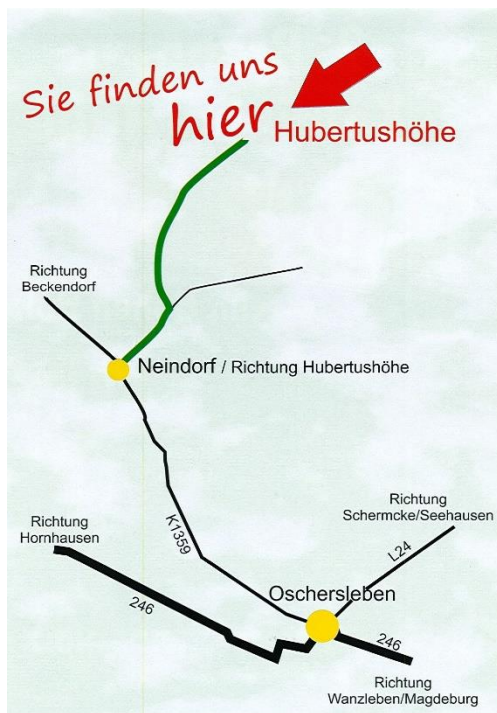 Sie finden uns
hier
Hubertushöhe
Richtung
Beckendorf
Neindorf / Richtung Hubertushöhe
Richtung
Schermcke/Seehausen
Richtung
Hornhausen
K1359
L24
Oschersleben
246
246
Richtung
Wanzleben/Magdeburg